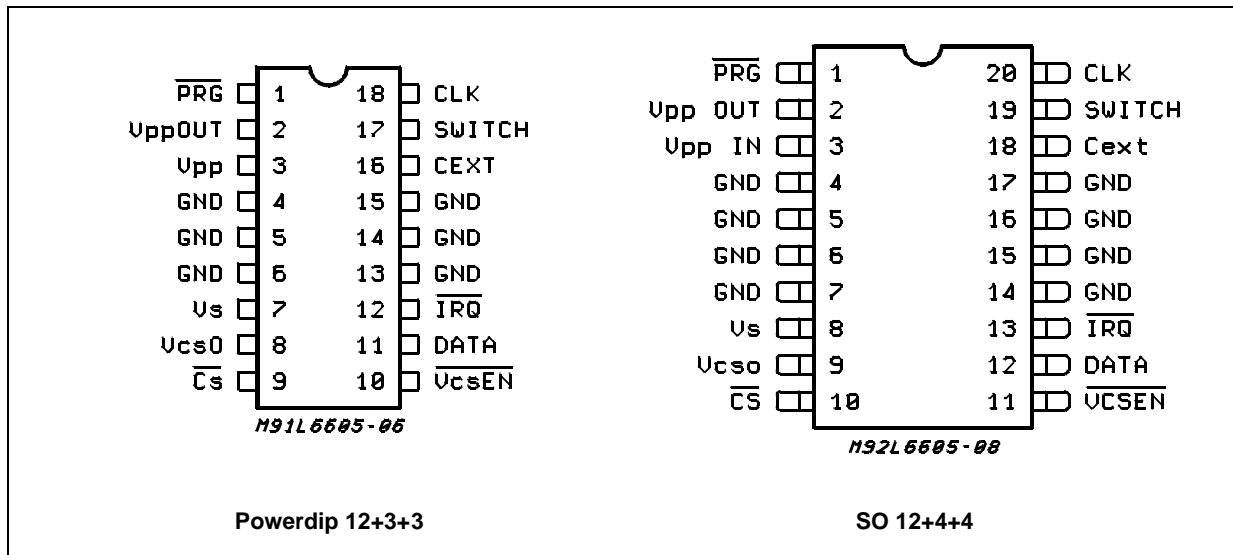 PRG 1 18 CLK
VppOUT 2 17 SWITCH
Vpp 3 16 CEXT
GND 4 15 GND
GND 5 14 GND
GND 6 13 GND
Vs 7 12 IRQ
VcsO 8 11 DATA
Cs 9 10 VcsEN
M91L6605-06
Powerdip 12+3+3
PRG 1 20 CLK
Vpp OUT 2 19 SWITCH
Vpp IN 3 18 Cext
GND 4 17 GND
GND 5 16 GND
GND 6 15 GND
GND 7 14 GND
Vs 8 13 IRQ
Vcso 9 12 DATA
CS 10 11 VCSEN
M92L6605-08
SO 12+4+4